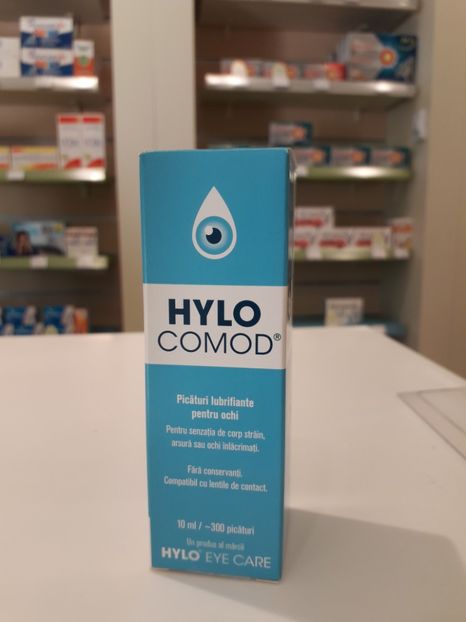 HYLO
COMOD®
Picături lubrifiante
pentru ochi
Pentru senzația de corp străin,
arsură sau ochi înlăcrimați.
Fără conservanți.
Compatibil cu lentile de contact.
10 ml / ~300 picături
Un produs al mărcii
HYLO® EYE CARE